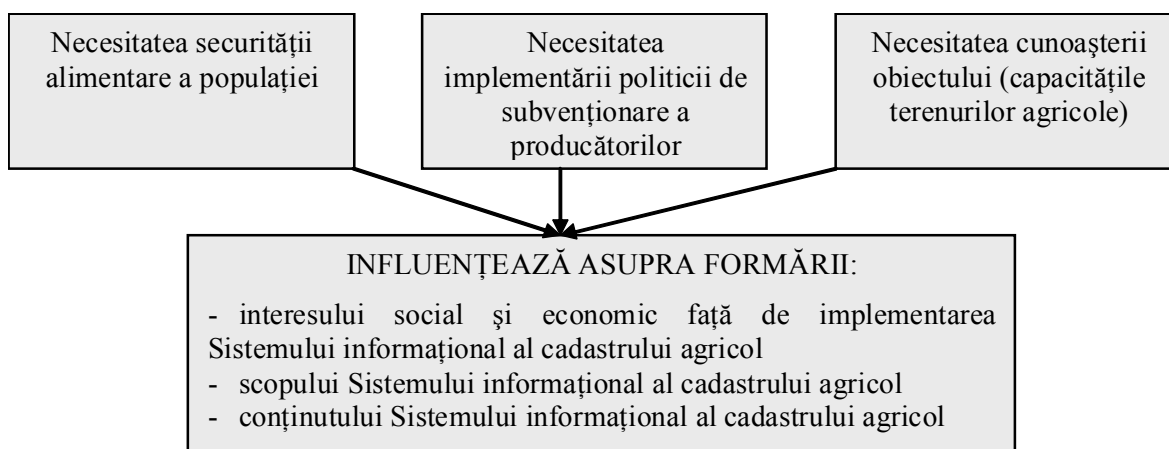 Necesitatea securității
alimentare a populației
Necesitatea
implementării politicii de
subvenționare a
producătorilor
Necesitatea cunoaşterii
obiectului (capacitățile
terenurilor agricole)
INFLUENȚEAZĂ ASUPRA FORMĂRII:
- interesului social şi economic față de implementarea
Sistemului informațional al cadastrului agricol
- scopului Sistemului informațional al cadastrului agricol
- conținutului Sistemului informațional al cadastrului agricol